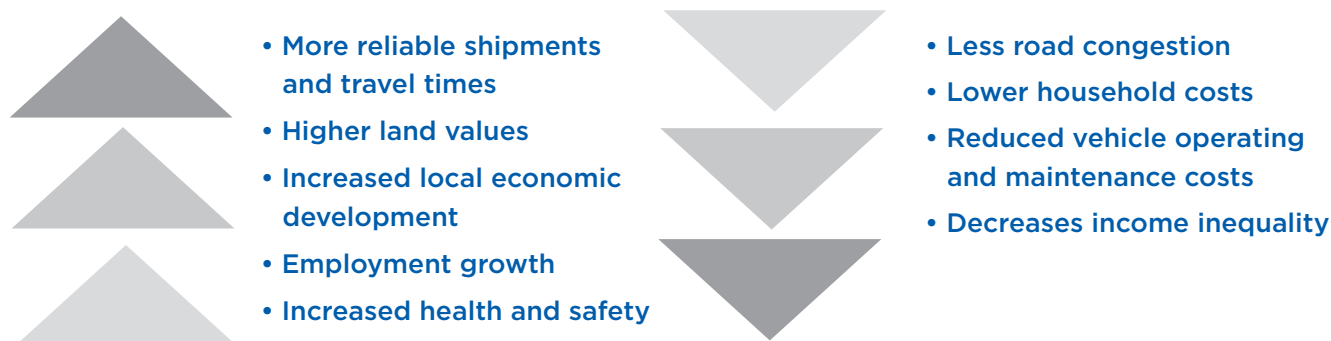 • More reliable shipments
and travel times
• Higher land values
• Increased local economic
development
• Employment growth
• Increased health and safety
• Less road congestion
• Lower household costs
• Reduced vehicle operating
and maintenance costs
• Decreases income inequality